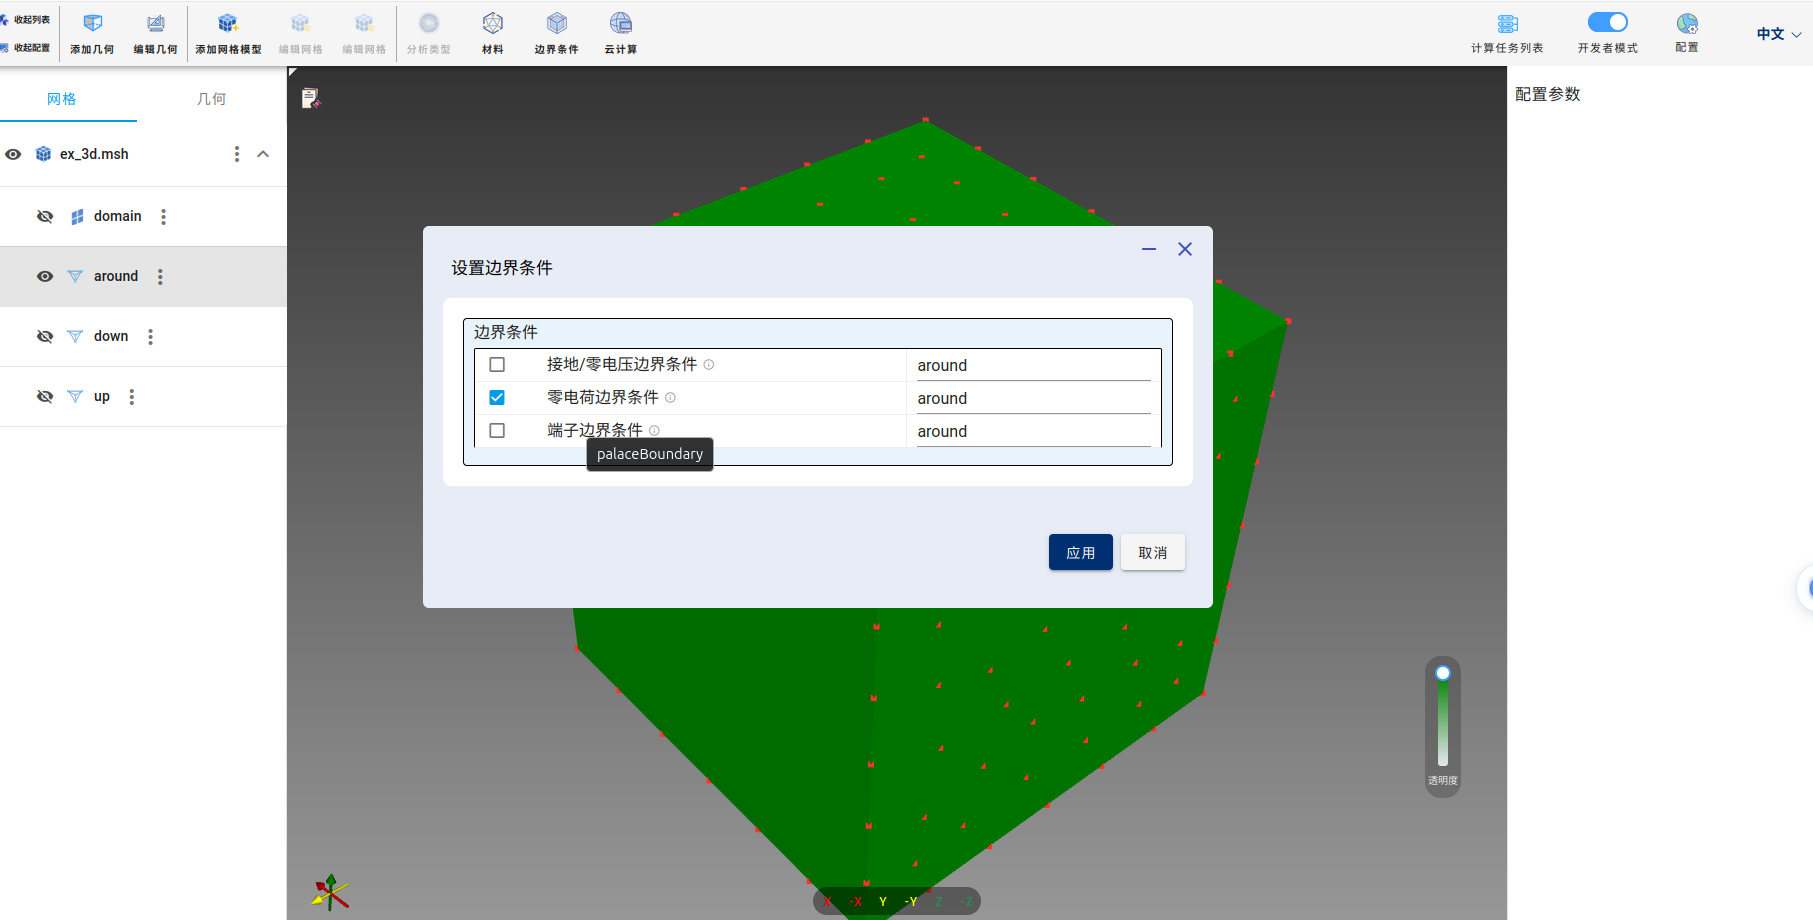 收起列表
收起配置
添加几何
编辑几何
添加网格模型
编辑网格
编辑网格
分析类型
材料
边界条件
云计算
计算任务列表
开发者模式
配置
中文
网格
几何
ex_3d.msh
domain
around
down
up
配置参数
设置边界条件
边界条件
接地/零电压边界条件
around
零电荷边界条件
around
端子边界条件
around
palaceBoundary
应用
取消
透明度
X -X Y -Y Z -Z